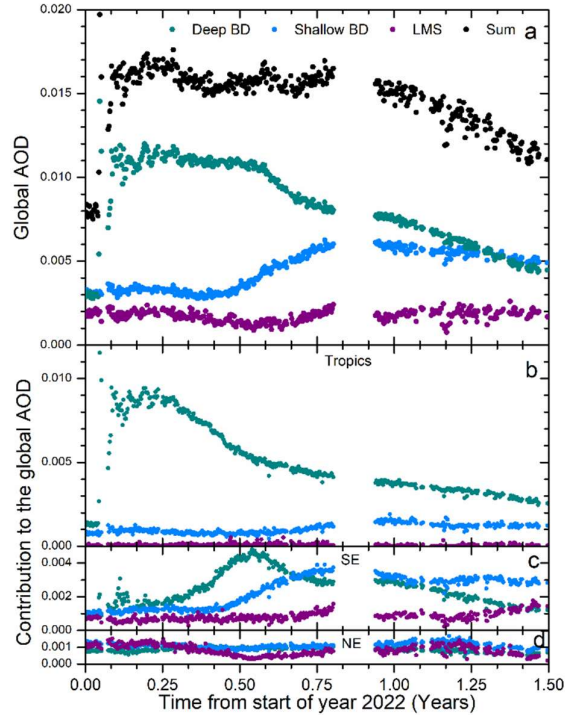 0.020
Deep BD Shallow BD LMS Sum a
0.015
0.010
0.005
0.000
Global AOD
Tropics
b
0.010
0.005
0.000
SE c
0.004
0.002
0.000
NE d
0.001
0.000
Contribution to the global AOD
0.00 0.25 0.50 0.75 1.00 1.25 1.50
Time from start of year 2022 (Years)